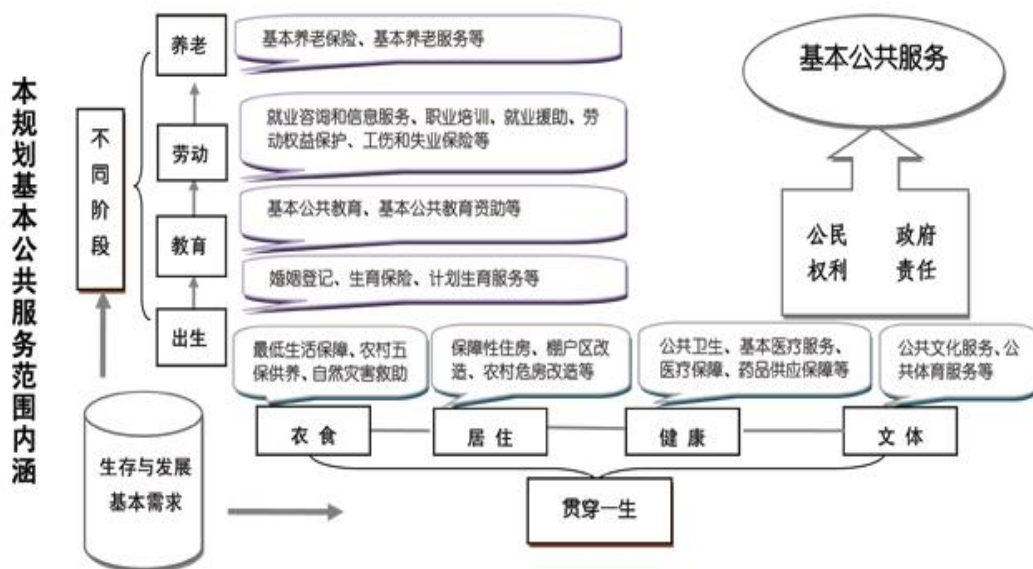 本规划基本公共服务范围内涵
不同阶段
养老
基本养老保险、基本养老服务等
劳动
就业咨询和信息服务、职业培训、就业援助、劳
动权益保护、工伤和失业保险等
教育
基本公共教育、基本公共教育资助等
出生
婚姻登记、生育保险、计划生育服务等
基本公共服务
公民 政府
权利 责任
最低生活保障、农村五
保供养、自然灾害救助
保障性住房、棚户区改
造、农村危房改造等
公共卫生、基本医疗服务、
医疗保障、药品供应保障等
公共文化服务、公
共体育服务等
衣食
居住
健康
文体
生存与发展
基本需求
贯穿一生